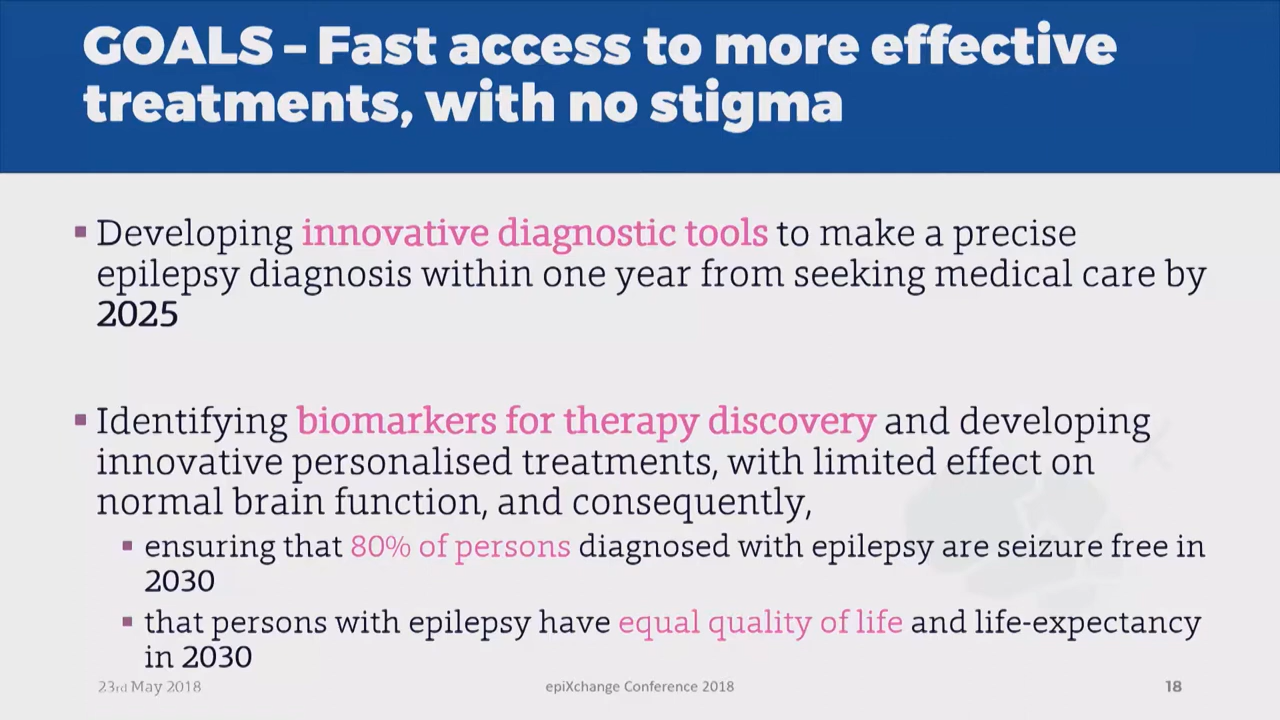 GOALS – Fast access to more effective
treatments, with no stigma
▪ Developing innovative diagnostic tools to make a precise
epilepsy diagnosis within one year from seeking medical care by
2025
▪ Identifying biomarkers for therapy discovery and developing
innovative personalised treatments, with limited effect on
normal brain function, and consequently,
▪ ensuring that 80% of persons diagnosed with epilepsy are seizure free in
2030
▪ that persons with epilepsy have equal quality of life and life-expectancy
in 2030
23rd May 2018
epiXchange Conference 2018
18